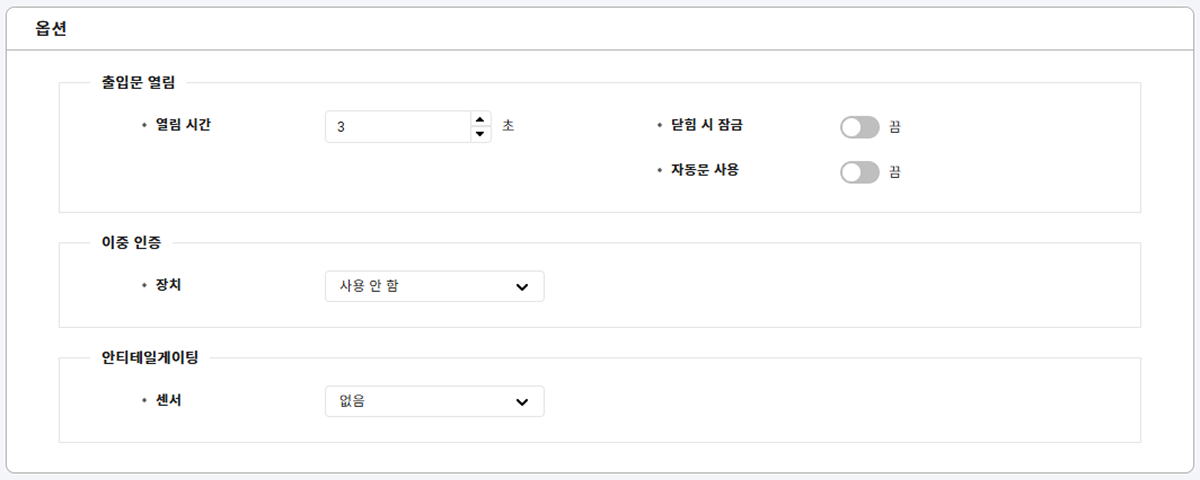 옵션
출입문 열림
• 열림 시간 3 초 • 닫힘 시 잠금 끔
• 자동문 사용 끔
이중 인증
• 장치 사용 안 함
안티테일게이팅
• 센서 없음